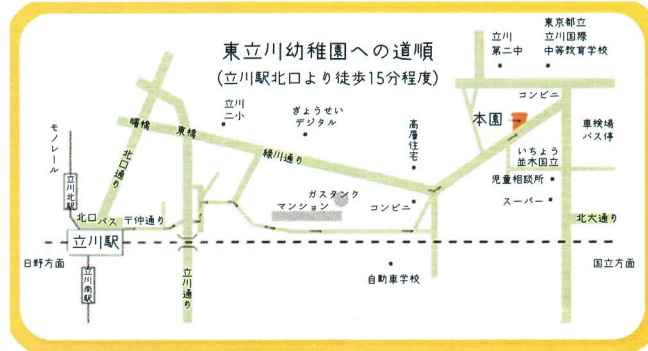 東立川幼稚園への道順
(立川駅北口より徒歩15分程度)
東京都立
立川国際
中等教育学校
立川
第二中
コンビニ
本園
車検場
バス停
いちょう
並木国立
児童相談所
スーパー
北大通り
立川
二小
ぎょうせい
デジタル
高層
住宅
曙橋
東橋
緑川通り
モノレール
北口通り
立川北駅
ガスタンク
マンション
コンビニ
北口
バス
〒仲通り
立川駅
日野方面
国立方面
立川南駅
立川通り
自動車学校